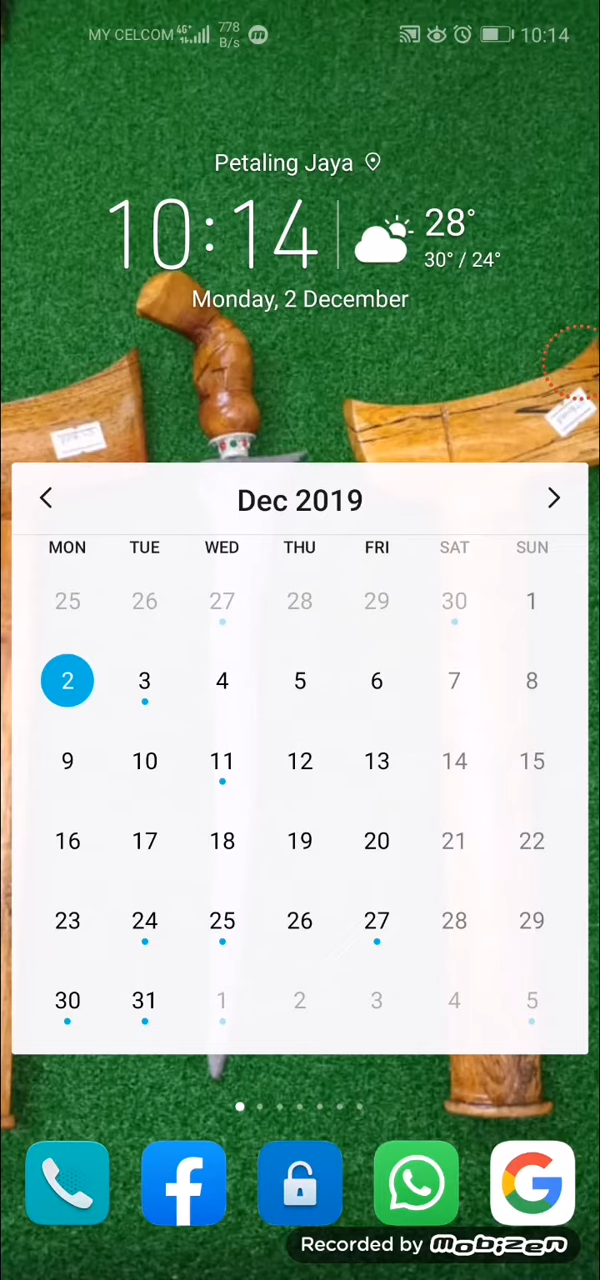 MY CELCOM 4G+ 778 B/s m 10:14
Petaling Jaya
10:14 28°
30° / 24°
Monday, 2 December
Dec 2019
MON TUE WED THU FRI SAT SUN
25 26 27 28 29 30 1
2 3 4 5 6 7 8
9 10 11 12 13 14 15
16 17 18 19 20 21 22
23 24 25 26 27 28 29
30 31 1 2 3 4 5
Recorded by mobizen